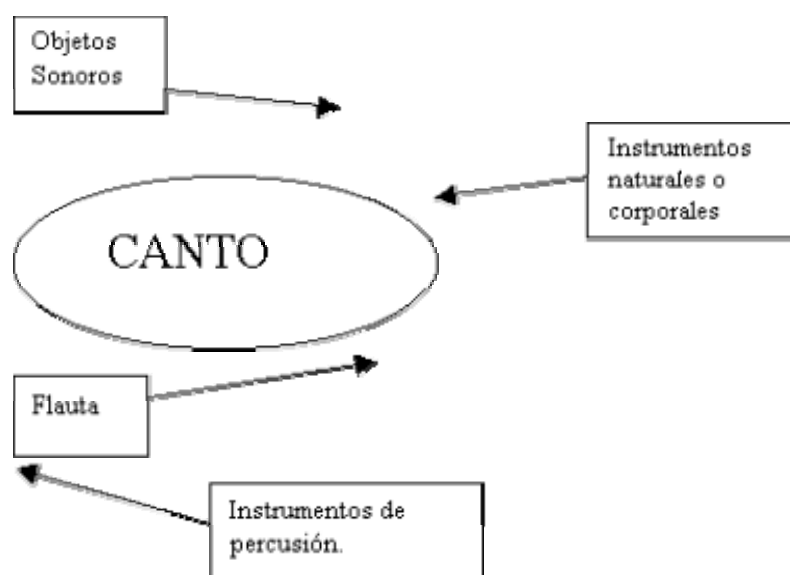 Objetos
Sonoros
Instrumentos
naturales o
corporales
CANTO
Flauta
Instrumentos de
percusión.